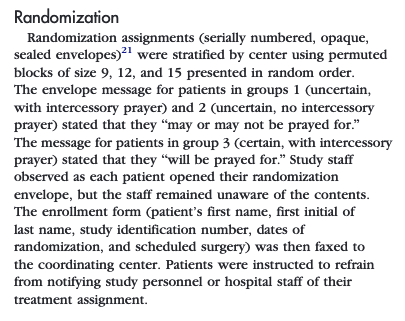 Randomization
Randomization assignments (serially numbered, opaque,
sealed envelopes)21 were stratified by center using permuted
blocks of size 9, 12, and 15 presented in random order.
The envelope message for patients in groups 1 (uncertain,
with intercessory prayer) and 2 (uncertain, no intercessory
prayer) stated that they “may or may not be prayed for.”
The message for patients in group 3 (certain, with intercessory
prayer) stated that they “will be prayed for.” Study staff
observed as each patient opened their randomization
envelope, but the staff remained unaware of the contents.
The enrollment form (patient’s first name, first initial of
last name, study identification number, dates of
randomization, and scheduled surgery) was then faxed to
the coordinating center. Patients were instructed to refrain
from notifying study personnel or hospital staff of their
treatment assignment.